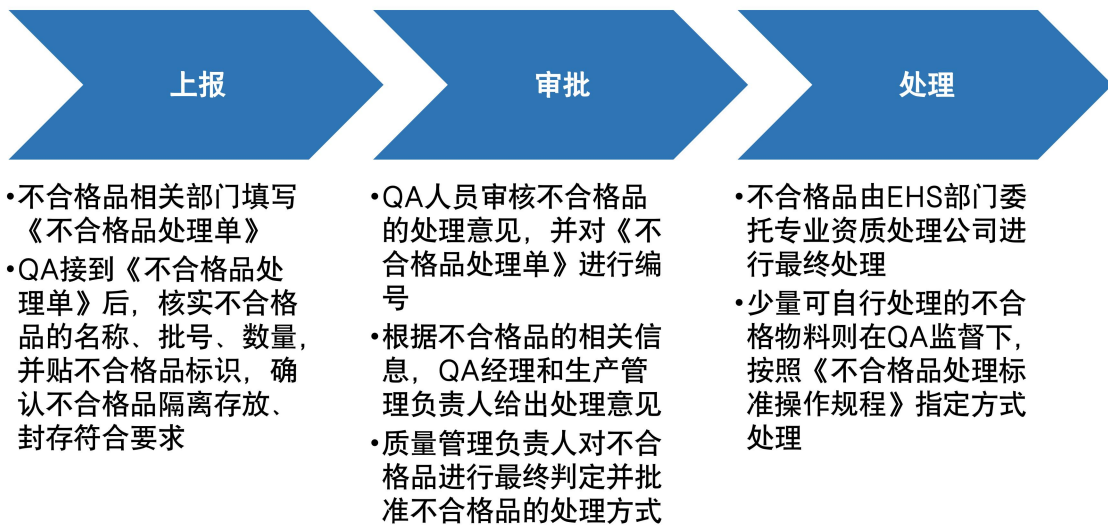 上报
•不合格品相关部门填写
《不合格品处理单》
•QA接到《不合格品处
理单》后，核实不合格
品的名称、批号、数量，
并贴不合格品标识，确
认不合格品隔离存放、
封存符合要求
审批
•QA人员审核不合格品
的处理意见，并对《不
合格品处理单》进行编
号
•根据不合格品的相关信
息，QA经理和生产管
理负责人给出处理意见
•质量管理负责人对不合
格品进行最终判定并批
准不合格品的处理方式
处理
•不合格品由EHS部门委
托专业资质处理公司进
行最终处理
•少量可自行处理的不合
格物料则在QA监督下，
按照《不合格品处理标
准操作规程》指定方式
处理